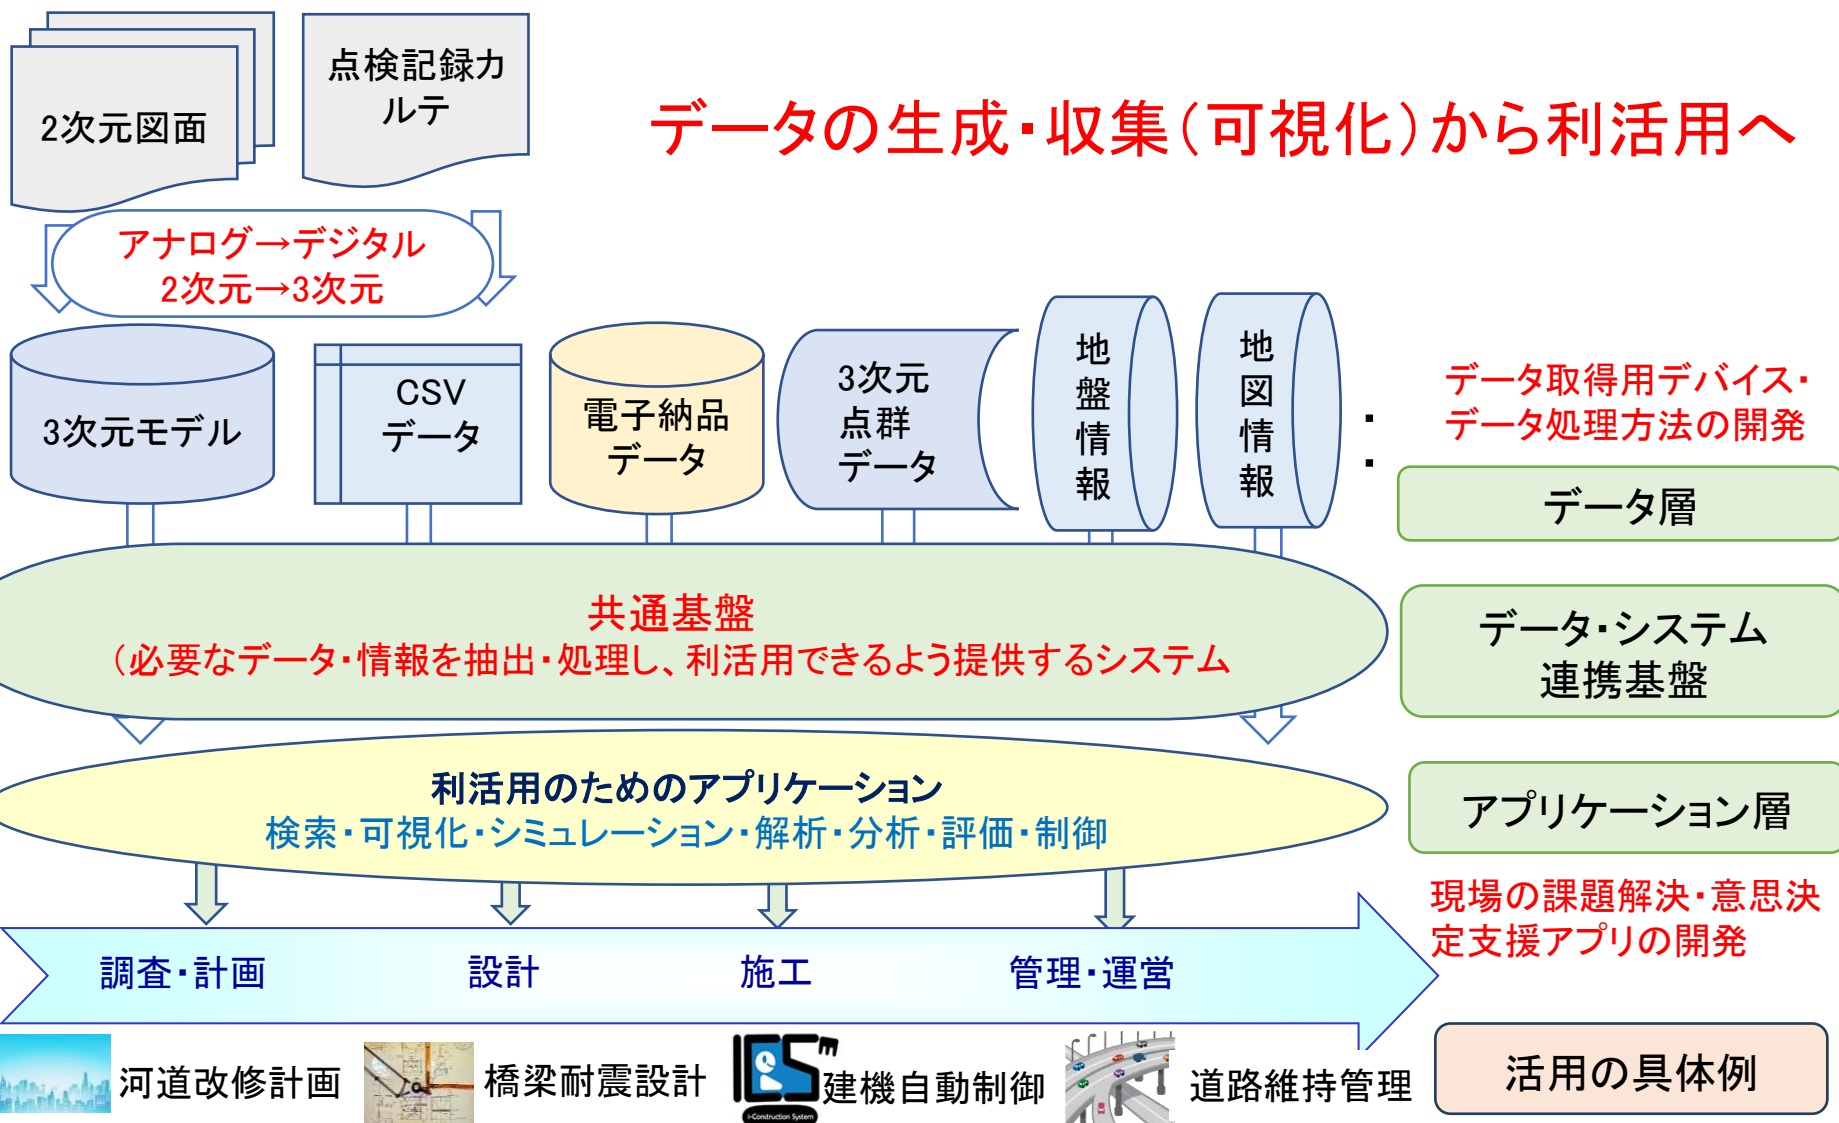 2次元図面
点検記録カ
ルテ
データの生成・収集（可視化）から利活用へ
アナログ→デジタル
2次元→3次元
3次元モデル
CSV
データ
電子納品
データ
3次元
点群
データ
地盤情報
地図情報
・
・
データ取得用デバイス・
データ処理方法の開発
データ層
共通基盤
（必要なデータ・情報を抽出・処理し、利活用できるよう提供するシステム
データ・システム
連携基盤
利活用のためのアプリケーション
検索・可視化・シミュレーション・解析・分析・評価・制御
アプリケーション層
現場の課題解決・意思決
定支援アプリの開発
調査・計画
設計
施工
管理・運営
河道改修計画
橋梁耐震設計
i-Construction System
建機自動制御
道路維持管理
活用の具体例